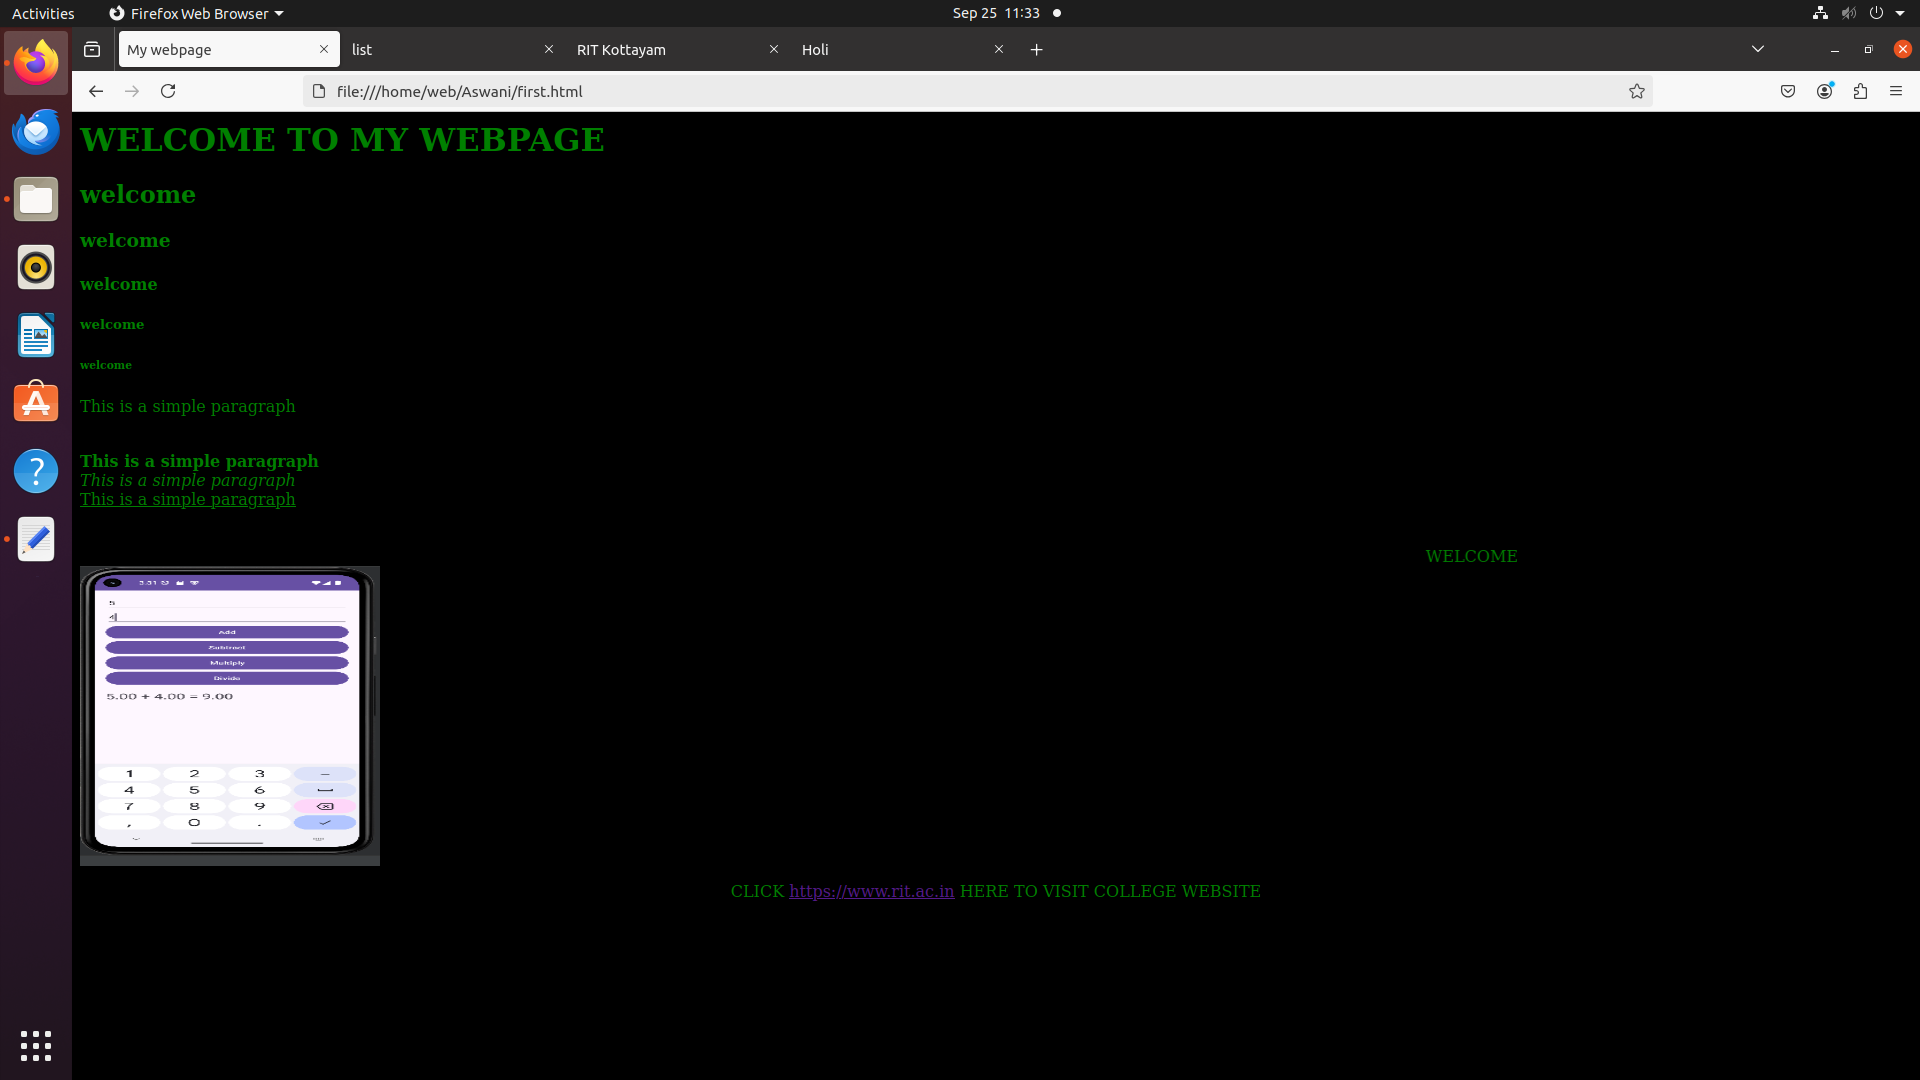 Activities Firefox Web Browser Sep 25 11:33
My webpage list RIT Kottayam Holi
file:///home/web/Aswani/first.html
WELCOME TO MY WEBPAGE
welcome
welcome
welcome
welcome
welcome
This is a simple paragraph
This is a simple paragraph
This is a simple paragraph
This is a simple paragraph
WELCOME
5
4
Add
Subtract
Multiply
Divide
5.00 + 4.00 = 9.00
1 2 3 -
4 5 6
7 8 9
, 0 .
CLICK https://www.rit.ac.in HERE TO VISIT COLLEGE WEBSITE